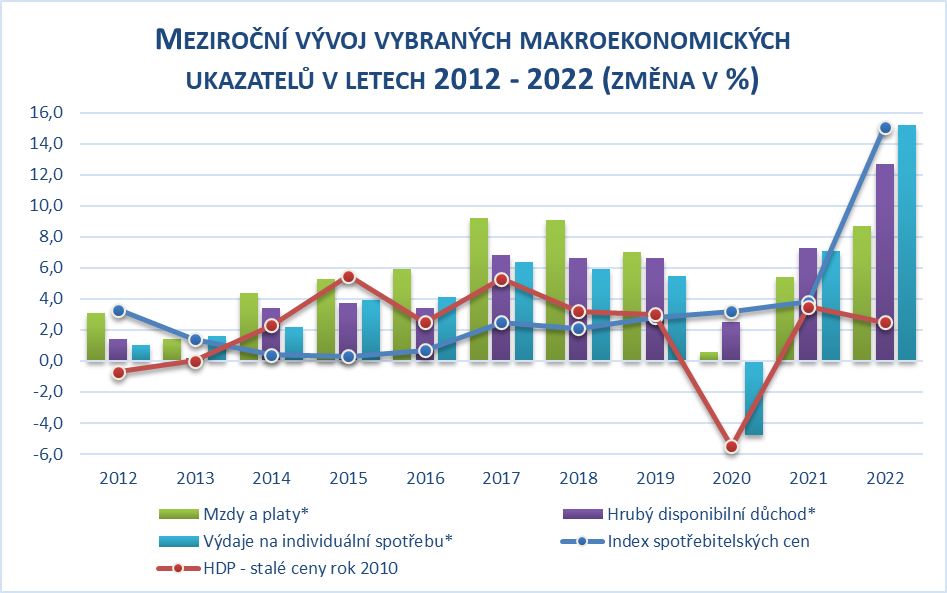 MEZIROČNÍ VÝVOJ VYBRANÝCH MAKROEKONOMICKÝCH
UKAZATELŮ V LETECH 2012 - 2022 (ZMĚNA V %)
16,0
14,0
12,0
10,0
8,0
6,0
4,0
2,0
0,0
-2,0
-4,0
-6,0
2012 2013 2014 2015 2016 2017 2018 2019 2020 2021 2022
Mzdy a platy* Hrubý disponibilní důchod*
Výdaje na individuální spotřebu* Index spotřebitelských cen
HDP - stalé ceny rok 2010